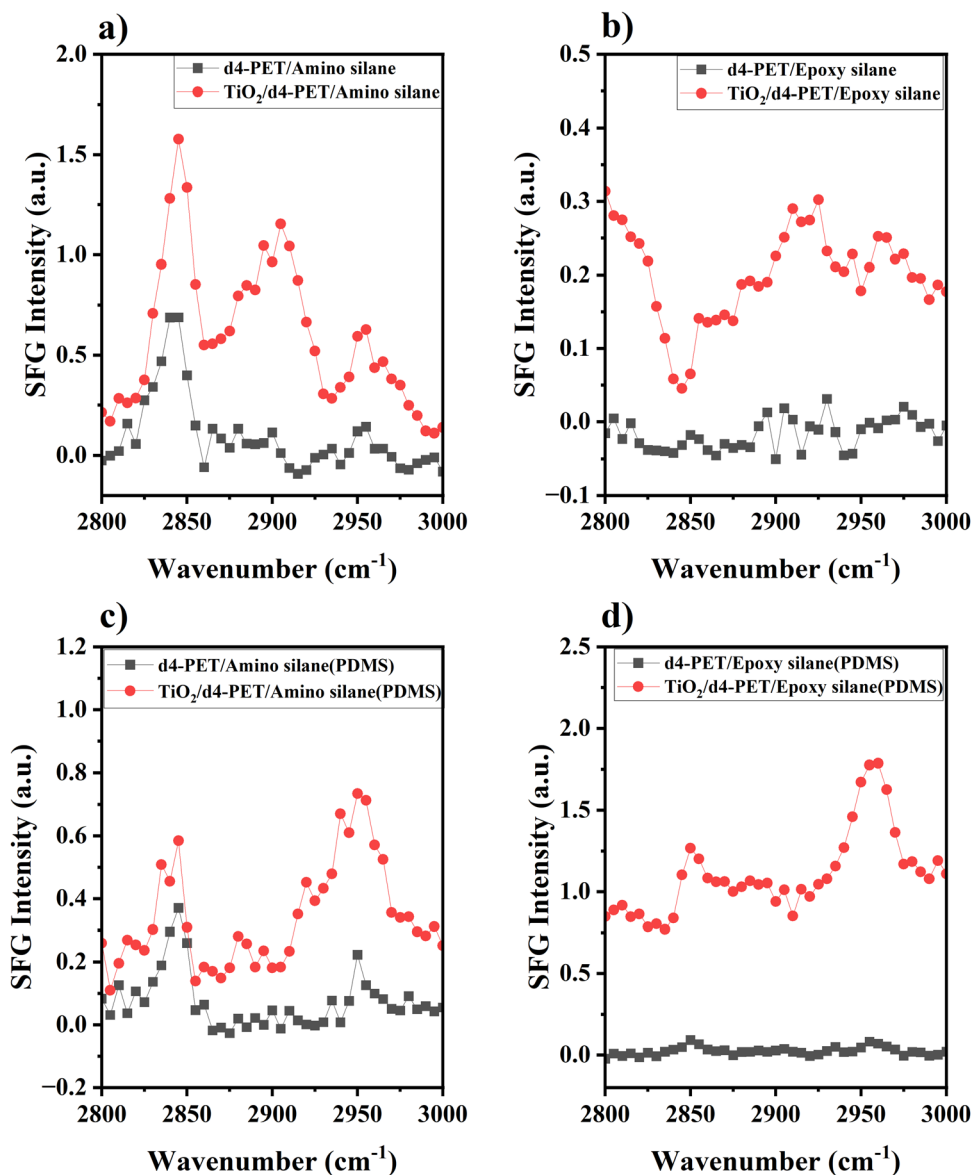 a)
2.0
1.5
1.0
0.5
0.0
SFG Intensity (a.u.)
d4-PET/Amino silane
TiO₂/d4-PET/Amino silane
2800 2850 2900 2950 3000
Wavenumber (cm⁻¹)
b)
0.5
0.4
0.3
0.2
0.1
0.0
−0.1
SFG Intensity (a.u.)
d4-PET/Epoxy silane
TiO₂/d4-PET/Epoxy silane
2800 2850 2900 2950 3000
Wavenumber (cm⁻¹)
c)
1.2
1.0
0.8
0.6
0.4
0.2
0.0
−0.2
SFG Intensity (a.u.)
d4-PET/Amino silane(PDMS)
TiO₂/d4-PET/Amino silane(PDMS)
2800 2850 2900 2950 3000
Wavenumber (cm⁻¹)
d)
2.5
2.0
1.5
1.0
0.5
0.0
SFG Intensity (a.u.)
d4-PET/Epoxy silane(PDMS)
TiO₂/d4-PET/Epoxy silane(PDMS)
2800 2850 2900 2950 3000
Wavenumber (cm⁻¹)